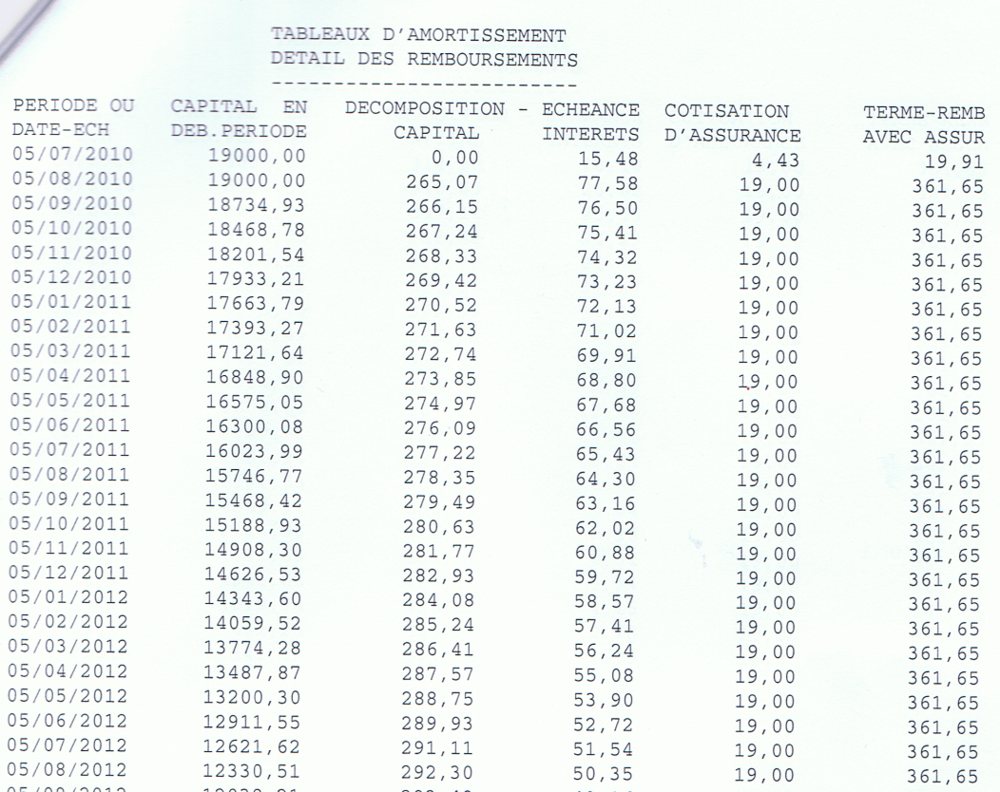 TABLEAUX D'AMORTISSEMENT
DETAIL DES REMBOURSEMENTS
-------------------------
PERIODE OU CAPITAL EN DECOMPOSITION - ECHEANCE COTISATION TERME-REMB
DATE-ECH DEB.PERIODE CAPITAL INTERETS D'ASSURANCE AVEC ASSUR
05/07/2010 19000,00 0,00 15,48 4,43 19,91
05/08/2010 19000,00 265,07 77,58 19,00 361,65
05/09/2010 18734,93 266,15 76,50 19,00 361,65
05/10/2010 18468,78 267,24 75,41 19,00 361,65
05/11/2010 18201,54 268,33 74,32 19,00 361,65
05/12/2010 17933,21 269,42 73,23 19,00 361,65
05/01/2011 17663,79 270,52 72,13 19,00 361,65
05/02/2011 17393,27 271,63 71,02 19,00 361,65
05/03/2011 17121,64 272,74 69,91 19,00 361,65
05/04/2011 16848,90 273,85 68,80 19,00 361,65
05/05/2011 16575,05 274,97 67,68 19,00 361,65
05/06/2011 16300,08 276,09 66,56 19,00 361,65
05/07/2011 16023,99 277,22 65,43 19,00 361,65
05/08/2011 15746,77 278,35 64,30 19,00 361,65
05/09/2011 15468,42 279,49 63,16 19,00 361,65
05/10/2011 15188,93 280,63 62,02 19,00 361,65
05/11/2011 14908,30 281,77 60,88 19,00 361,65
05/12/2011 14626,53 282,93 59,72 19,00 361,65
05/01/2012 14343,60 284,08 58,57 19,00 361,65
05/02/2012 14059,52 285,24 57,41 19,00 361,65
05/03/2012 13774,28 286,41 56,24 19,00 361,65
05/04/2012 13487,87 287,57 55,08 19,00 361,65
05/05/2012 13200,30 288,75 53,90 19,00 361,65
05/06/2012 12911,55 289,93 52,72 19,00 361,65
05/07/2012 12621,62 291,11 51,54 19,00 361,65
05/08/2012 12330,51 292,30 50,35 19,00 361,65